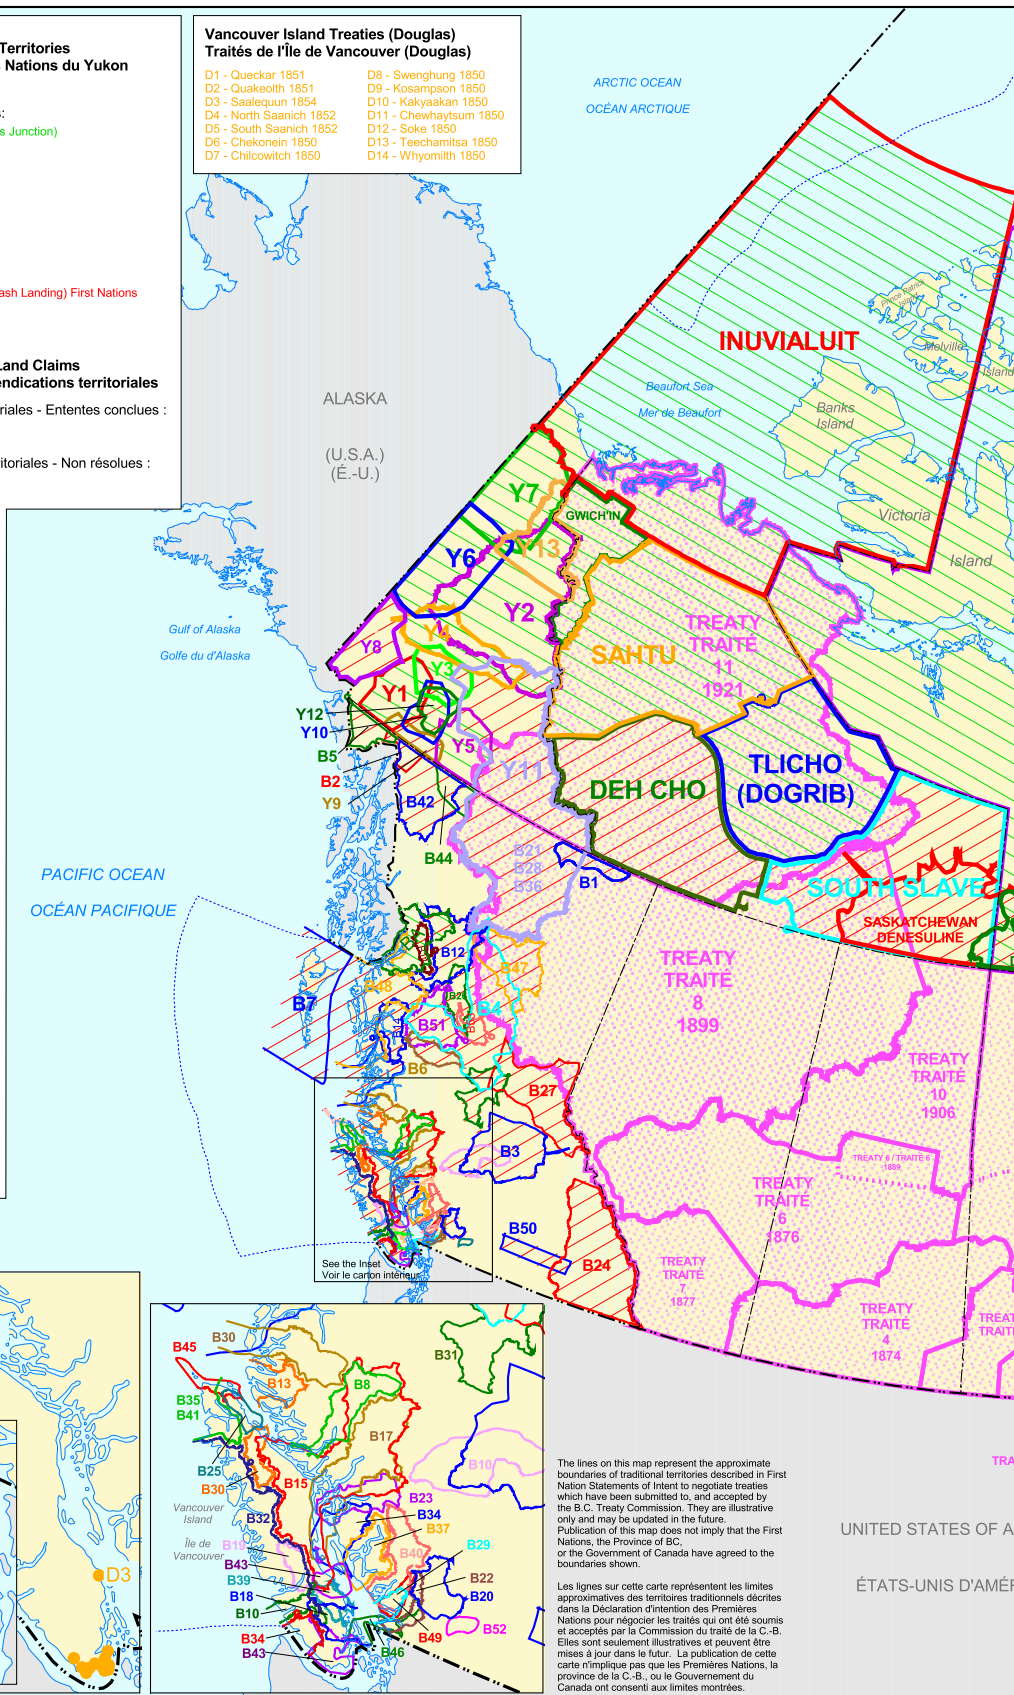 Territories
Nations du Yukon
s:
s Junction)
ash Landing) First Nations
Land Claims
endications territoriales
riales - Ententes conclues :
itoriales - Non résolues :
Vancouver Island Treaties (Douglas)
Traités de l'Île de Vancouver (Douglas)
D1 - Queckar 1851
D2 - Quakeolth 1851
D3 - Saalequun 1854
D4 - North Saanich 1852
D5 - South Saanich 1852
D6 - Chekonein 1850
D7 - Chilcowitch 1850
D8 - Swenghung 1850
D9 - Kosampson 1850
D10 - Kakyaakan 1850
D11 - Chewhaytsum 1850
D12 - Soke 1850
D13 - Teechamitsa 1850
D14 - Whyomilth 1850
ARCTIC OCEAN
OCÉAN ARCTIQUE
INUVIALUIT
Prince Patrick
Island
Melville
Island
Beaufort Sea
Mer de Beaufort
Banks
Island
Victoria
Island
ALASKA
(U.S.A.)
(É.-U.)
Gulf of Alaska
Golfe du d'Alaska
Y7
GWICH'IN
Y13
Y6
Y2
Y4
Y8
Y3
Y1
Y12
Y10
Y5
Y11
B5
B2
Y9
SAHTU
TREATY
TRAITÉ
11
1921
DEH CHO
TLICHO
(DOGRIB)
SOUTH SLAVE
SASKATCHEWAN
DENESULINE
B42
B44
B21
B28
B36
B1
PACIFIC OCEAN
OCÉAN PACIFIQUE
B12
B47
B48
B7
B4
B51
B6
B27
B3
B50
B24
TREATY
TRAITÉ
8
1899
TREATY
TRAITÉ
10
1906
TREATY 6 / TRAITÉ 6
1889
TREATY
TRAITÉ
6
1876
TREATY
TRAITÉ
7
1877
TREATY
TRAITÉ
4
1874
TREAT
TRAITÉ
TRA
See the Inset
Voir le carton intérieur
B45
B30
B13
B8
B31
B35
B41
B17
B10
B25
B30
B15
B23
B34
B37
B32
Vancouver
Island
Île de
Vancouver
B19
B40
B29
B43
B39
B22
B18
B20
B10
B52
B34
B49
B43
B46
D3
The lines on this map represent the approximate
boundaries of traditional territories described in First
Nation Statements of Intent to negotiate treaties
which have been submitted to, and accepted by
the B.C. Treaty Commission. They are illustrative
only and may be updated in the future.
Publication of this map does not imply that the First
Nations, the Province of BC,
or the Government of Canada have agreed to the
boundaries shown.
Les lignes sur cette carte représentent les limites
approximatives des territoires traditionnels décrites
dans la Déclaration d'intention des Premières
Nations pour négocier les traités qui ont été soumis
et acceptés par la Commission du traité de la C.-B.
Elles sont seulement illustratives et peuvent être
mises à jour dans le futur. La publication de cette
carte n'implique pas que les Premières Nations, la
province de la C.-B., ou le Gouvernement du
Canada ont consenti aux limites montrées.
UNITED STATES OF A
ÉTATS-UNIS D'AMÉR